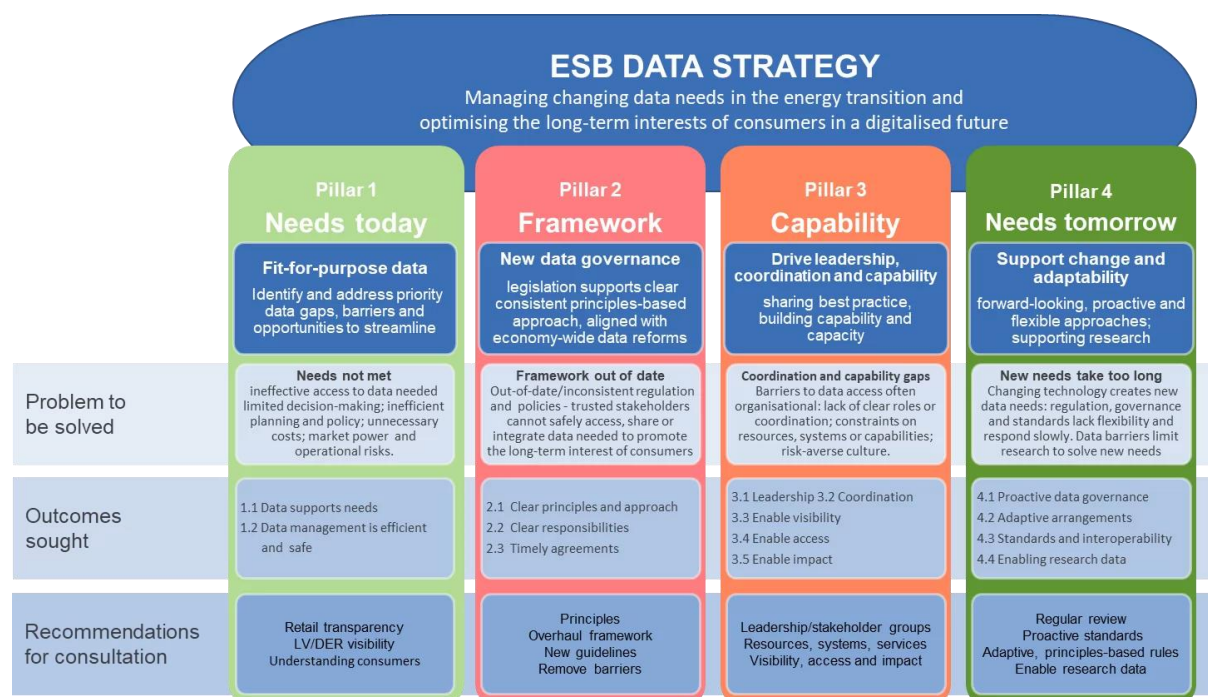 ESB DATA STRATEGY
Managing changing data needs in the energy transition and
optimising the long-term interests of consumers in a digitalised future
Pillar 1
Needs today
Fit-for-purpose data
Identify and address priority
data gaps, barriers and
opportunities to streamline
Pillar 2
Framework
New data governance
legislation supports clear
consistent principles-based
approach, aligned with
economy-wide data reforms
Pillar 3
Capability
Drive leadership,
coordination and capability
sharing best practice,
building capability and
capacity
Pillar 4
Needs tomorrow
Support change and
adaptability
forward-looking, proactive and
flexible approaches;
supporting research
Problem to
be solved
Needs not met
ineffective access to data needed
limited decision-making; inefficient
planning and policy; unnecessary
costs; market power and
operational risks.
Framework out of date
Out-of-date/inconsistent regulation
and policies - trusted stakeholders
cannot safely access, share or
integrate data needed to promote
the long-term interest of consumers
Coordination and capability gaps
Barriers to data access often
organisational: lack of clear roles or
coordination; constraints on
resources, systems or capabilities;
risk-averse culture.
New needs take too long
Changing technology creates new
data needs: regulation, governance
and standards lack flexibility and
respond slowly. Data barriers limit
research to solve new needs
Outcomes
sought
1.1 Data supports needs
1.2 Data management is efficient
and safe
2.1 Clear principles and approach
2.2 Clear responsibilities
2.3 Timely agreements
3.1 Leadership 3.2 Coordination
3.3 Enable visibility
3.4 Enable access
3.5 Enable impact
4.1 Proactive data governance
4.2 Adaptive arrangements
4.3 Standards and interoperability
4.4 Enabling research data
Recommendations
for consultation
Retail transparency
LV/DER visibility
Understanding consumers
Principles
Overhaul framework
New guidelines
Remove barriers
Leadership/stakeholder groups
Resources, systems, services
Visibility, access and impact
Regular review
Proactive standards
Adaptive, principles-based rules
Enable research data